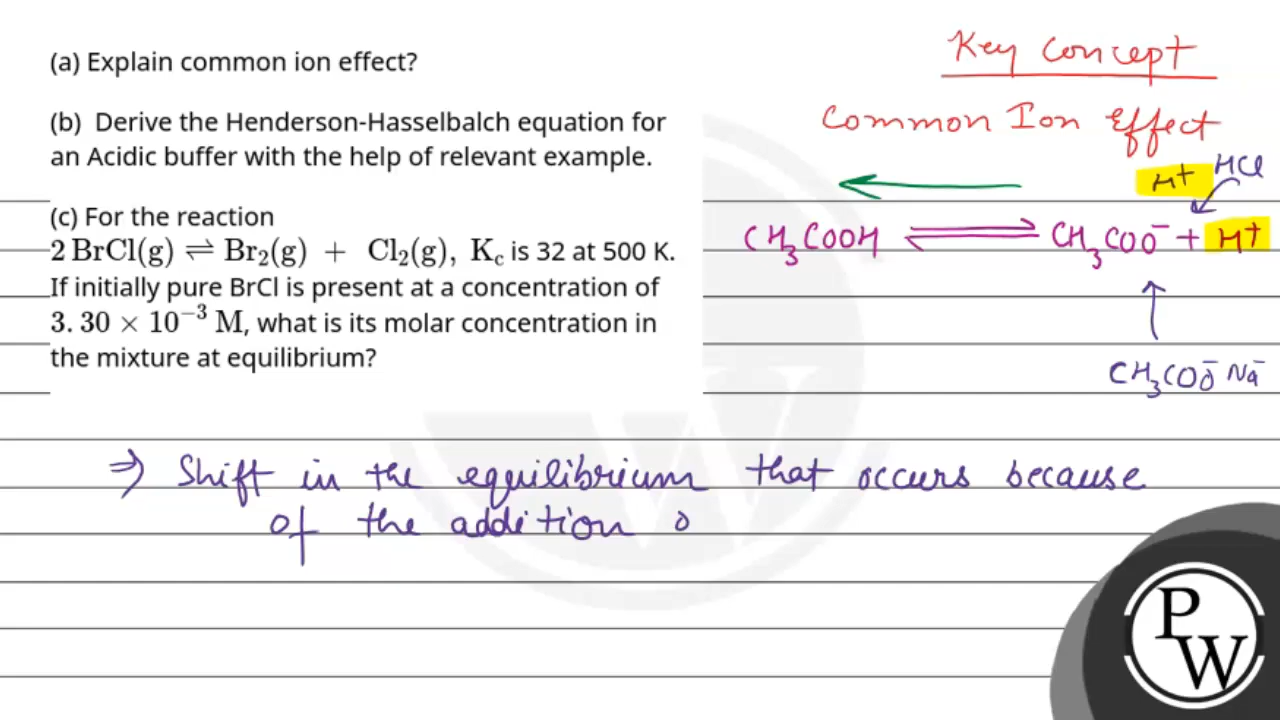 (a) Explain common ion effect?
(b) Derive the Henderson-Hasselbalch equation for
an Acidic buffer with the help of relevant example.
(c) For the reaction
2 BrCl(g) ⇌ Br₂(g) + Cl₂(g), K꜀ is 32 at 500 K.
If initially pure BrCl is present at a concentration of
3. 30 × 10⁻³ M, what is its molar concentration in
the mixture at equilibrium?
Key Concept
Common Ion Effect
H⁺ HCl
CH₃COOH ⇌ CH₃COO⁻ + H⁺
CH₃COO⁻ Na⁻
⇒ Shift in the equilibrium that occurs because
of the addition o
PW